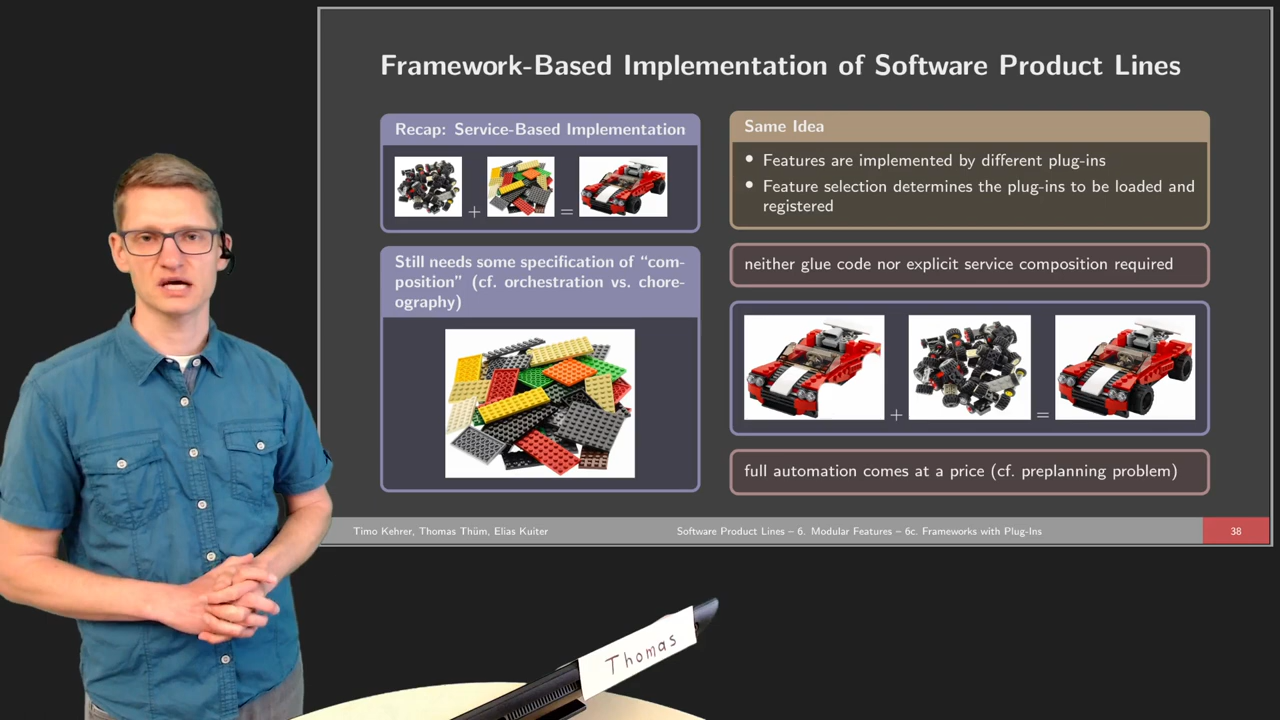 Framework-Based Implementation of Software Product Lines
Recap: Service-Based Implementation
+
=
Still needs some specification of “com-
position” (cf. orchestration vs. chore-
ography)
Same Idea
• Features are implemented by different plug-ins
• Feature selection determines the plug-ins to be loaded and
registered
neither glue code nor explicit service composition required
+
=
full automation comes at a price (cf. preplanning problem)
Timo Kehrer, Thomas Thüm, Elias Kuiter
Software Product Lines – 6. Modular Features – 6c. Frameworks with Plug-Ins
38
Thomas